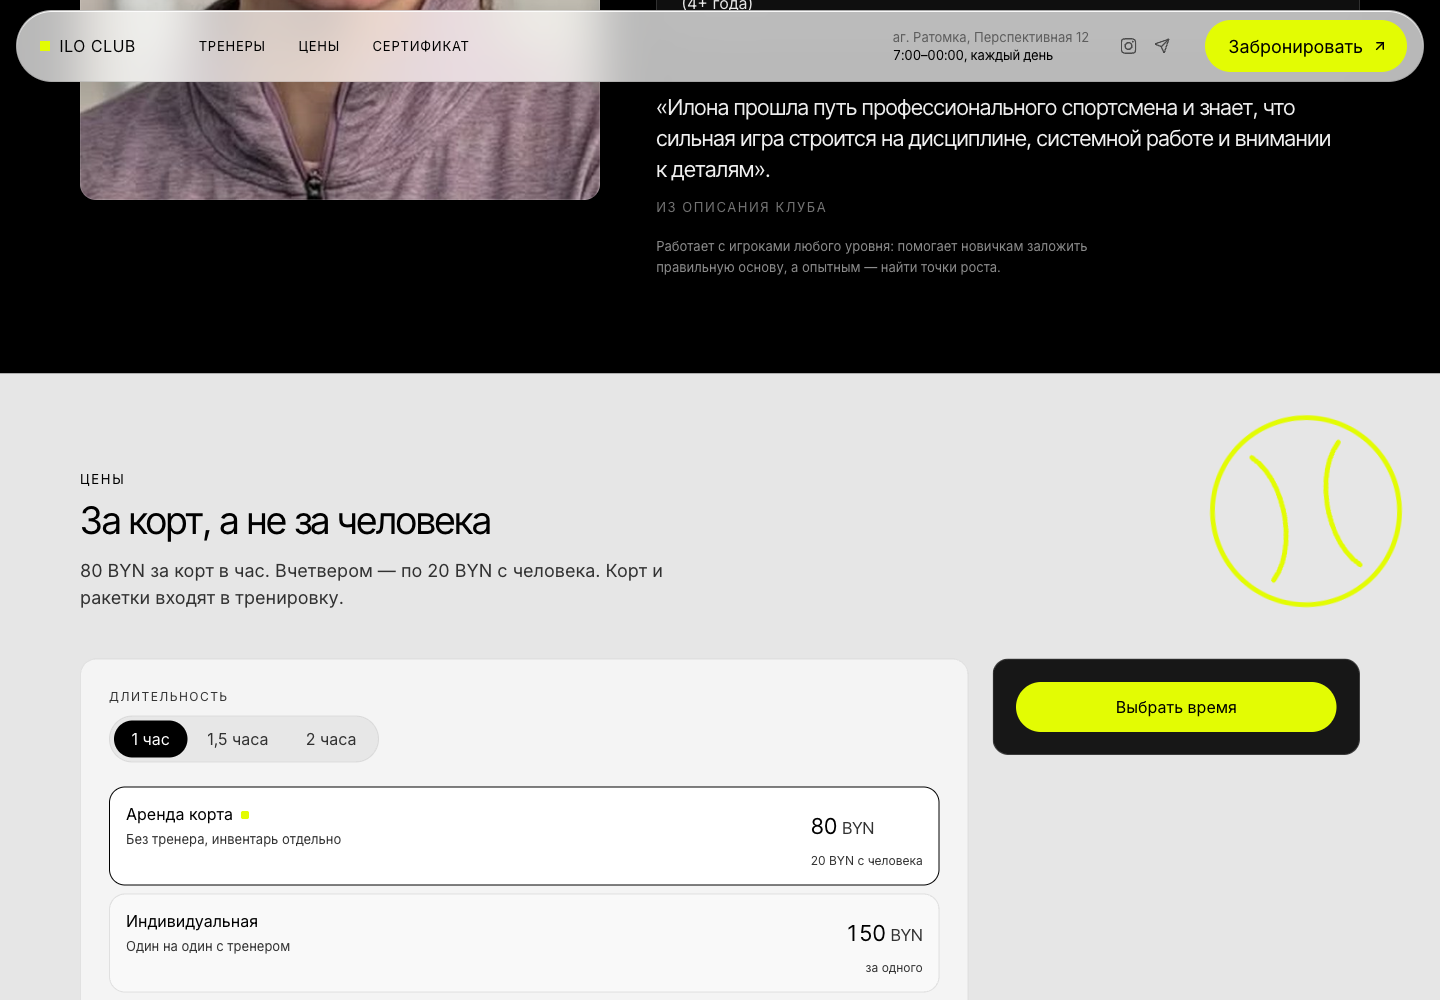 (4+ года)
ILO CLUB
ТРЕНЕРЫ
ЦЕНЫ
СЕРТИФИКАТ
аг. Ратомка, Перспективная 12
7:00–00:00, каждый день
Забронировать
«Илона прошла путь профессионального спортсмена и знает, что
сильная игра строится на дисциплине, системной работе и внимании
к деталям».
ИЗ ОПИСАНИЯ КЛУБА
Работает с игроками любого уровня: помогает новичкам заложить
правильную основу, а опытным — найти точки роста.
ЦЕНЫ
За корт, а не за человека
80 BYN за корт в час. Вчетвером — по 20 BYN с человека. Корт и
ракетки входят в тренировку.
ДЛИТЕЛЬНОСТЬ
1 час
1,5 часа
2 часа
Выбрать время
Аренда корта
Без тренера, инвентарь отдельно
80 BYN
20 BYN с человека
Индивидуальная
Один на один с тренером
150 BYN
за одного